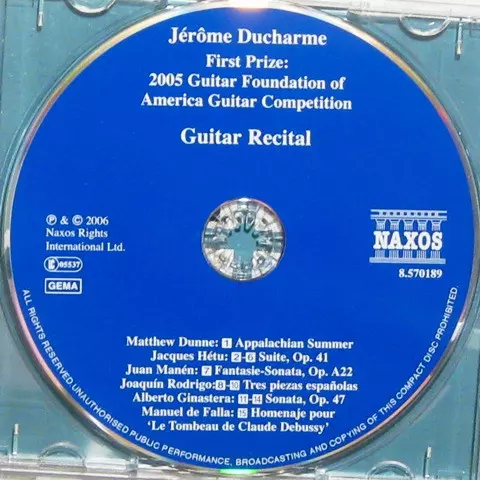 Jérôme Ducharme
First Prize:
2005 Guitar Foundation of
America Guitar Competition
Guitar Recital
℗ & © 2006
Naxos Rights
International Ltd.
LC 05537
GEMA
NAXOS
8.570189
Matthew Dunne: 1 Appalachian Summer
Jacques Hétu: 2-6 Suite, Op. 41
Juan Manén: 7 Fantasie-Sonata, Op. A22
Joaquín Rodrigo: 8-10 Tres piezas españolas
Alberto Ginastera: 11-14 Sonata, Op. 47
Manuel de Falla: 15 Homenaje pour
‘Le Tombeau de Claude Debussy’
ALL RIGHTS RESERVED. UNAUTHORISED PUBLIC PERFORMANCE, BROADCASTING AND COPYING OF THIS COMPACT DISC PROHIBITED.